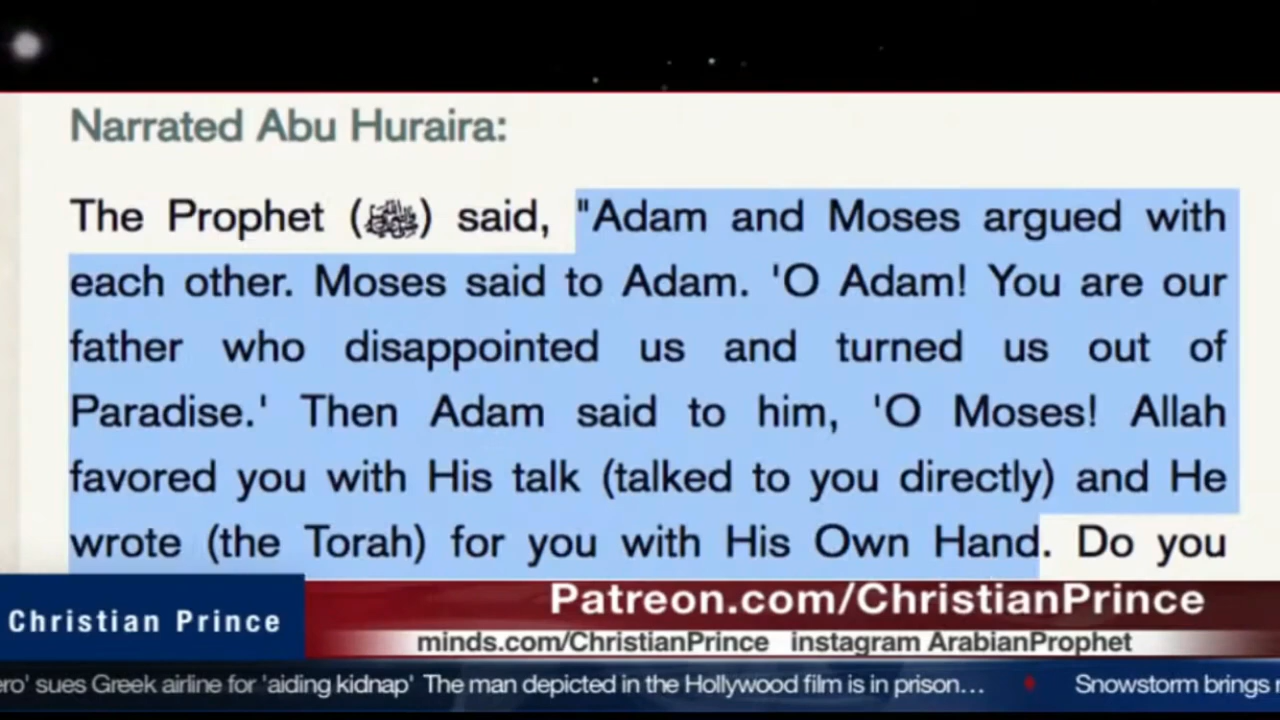 Narrated Abu Huraira:
The Prophet (ﷺ) said, "Adam and Moses argued with
each other. Moses said to Adam. 'O Adam! You are our
father who disappointed us and turned us out of
Paradise.' Then Adam said to him, 'O Moses! Allah
favored you with His talk (talked to you directly) and He
wrote (the Torah) for you with His Own Hand. Do you
Christian Prince
Patreon.com/ChristianPrince
minds.com/ChristianPrince instagram ArabianProphet
ero' sues Greek airline for 'aiding kidnap' The man depicted in the Hollywood film is in prison... Snowstorm brings